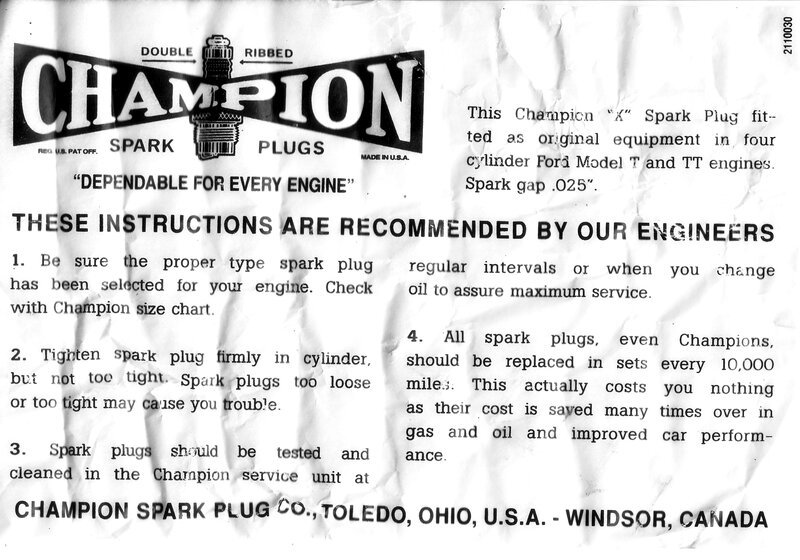 2110030
DOUBLE RIBBED
CHAMPION
REG. U.S. PAT OFF. SPARK PLUGS MADE IN U.S.A.
"DEPENDABLE FOR EVERY ENGINE"
This Champion "X" Spark Plug fit-
ted as original equipment in four
cylinder Ford Model T and TT engines.
Spark gap .025".
THESE INSTRUCTIONS ARE RECOMMENDED BY OUR ENGINEERS
1. Be sure the proper type spark plug
has been selected for your engine. Check
with Champion size chart.
2. Tighten spark plug firmly in cylinder,
but not too tight. Spark plugs too loose
or too tight may cause you trouble.
3. Spark plugs should be tested and
cleaned in the Champion service unit at
regular intervals or when you change
oil to assure maximum service.
4. All spark plugs, even Champions,
should be replaced in sets every 10,000
miles. This actually costs you nothing
as their cost is saved many times over in
gas and oil and improved car perform-
ance.
CHAMPION SPARK PLUG CO., TOLEDO, OHIO, U.S.A. - WINDSOR, CANADA